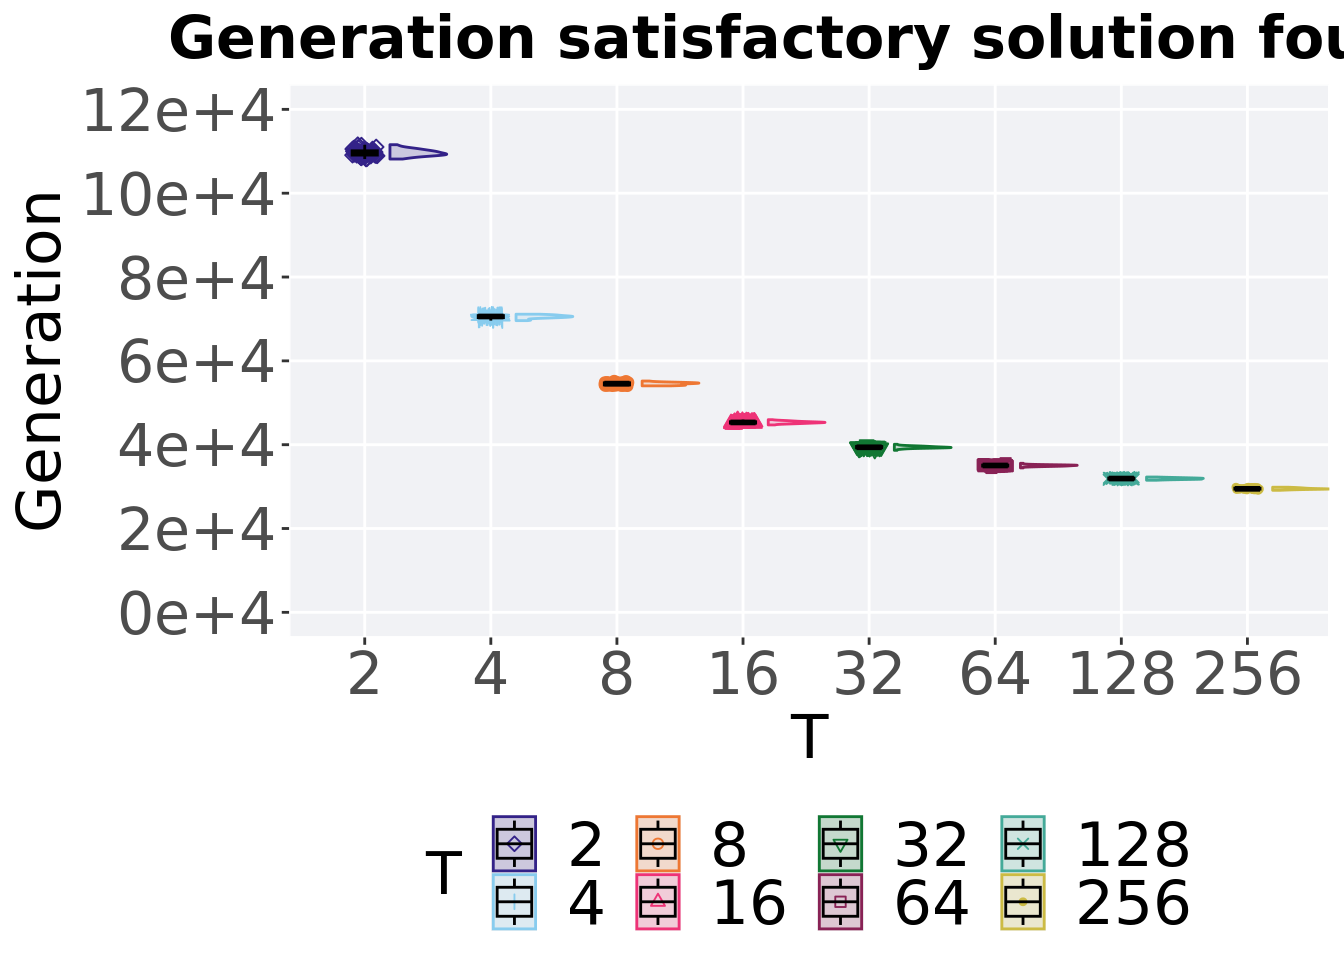 Generation satisfactory solution fou
12e+4
10e+4
8e+4
6e+4
4e+4
2e+4
0e+4
Generation
2 4 8 16 32 64 128 256
T
T 2 8 32 128
4 16 64 256